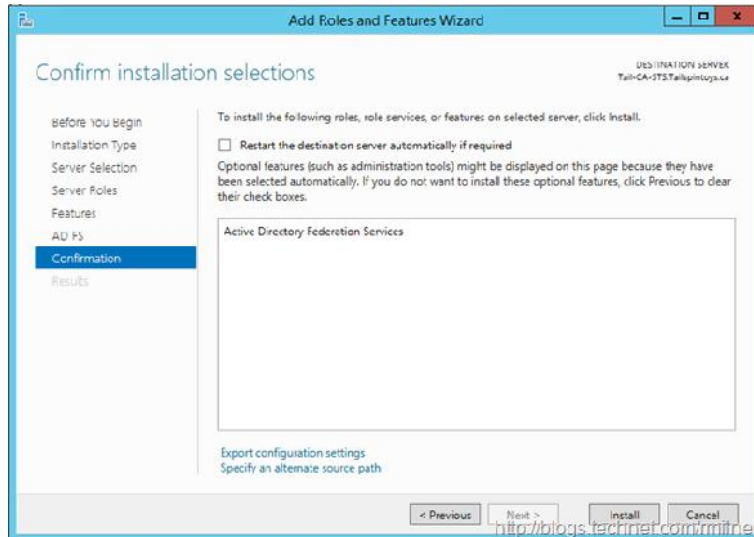 Add Roles and Features Wizard
Confirm installation selections
DESTINATION SERVER
Tail-CA-STS.Tailspintoys.ca
Before You Begin
Installation Type
Server Selection
Server Roles
Features
AD FS
Confirmation
Results
To install the following roles, role services, or features on selected server, click Install.
Restart the destination server automatically if required
Optional features (such as administration tools) might be displayed on this page because they have
been selected automatically. If you do not want to install these optional features, click Previous to clear
their check boxes.
Active Directory Federation Services
Export configuration settings
Specify an alternate source path
< Previous
Next >
Install
Cancel
http://blogs.technet.com/rmilne